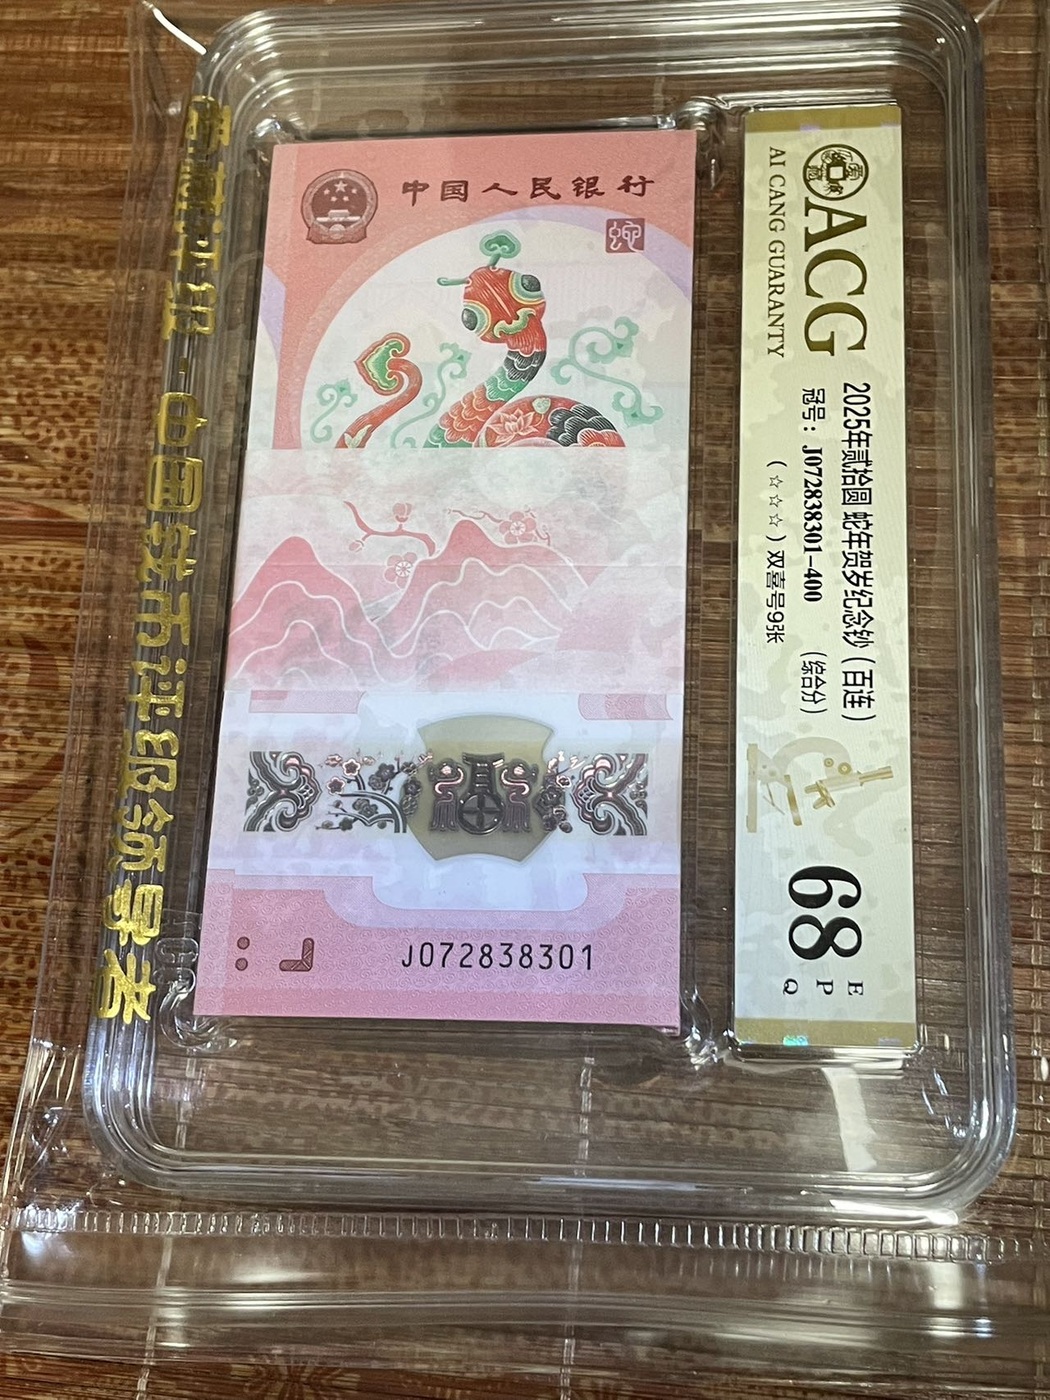 中国人民银行
J072838301
ACG
AI CANG GUARANTY
2025年贰拾圆 蛇年贺岁纪念钞 (百连)
冠号: J072838301-400 (综合分)
(☆☆☆) 双喜号9张
68
E
P
Q
爱藏评级-中国钱币评级领导者